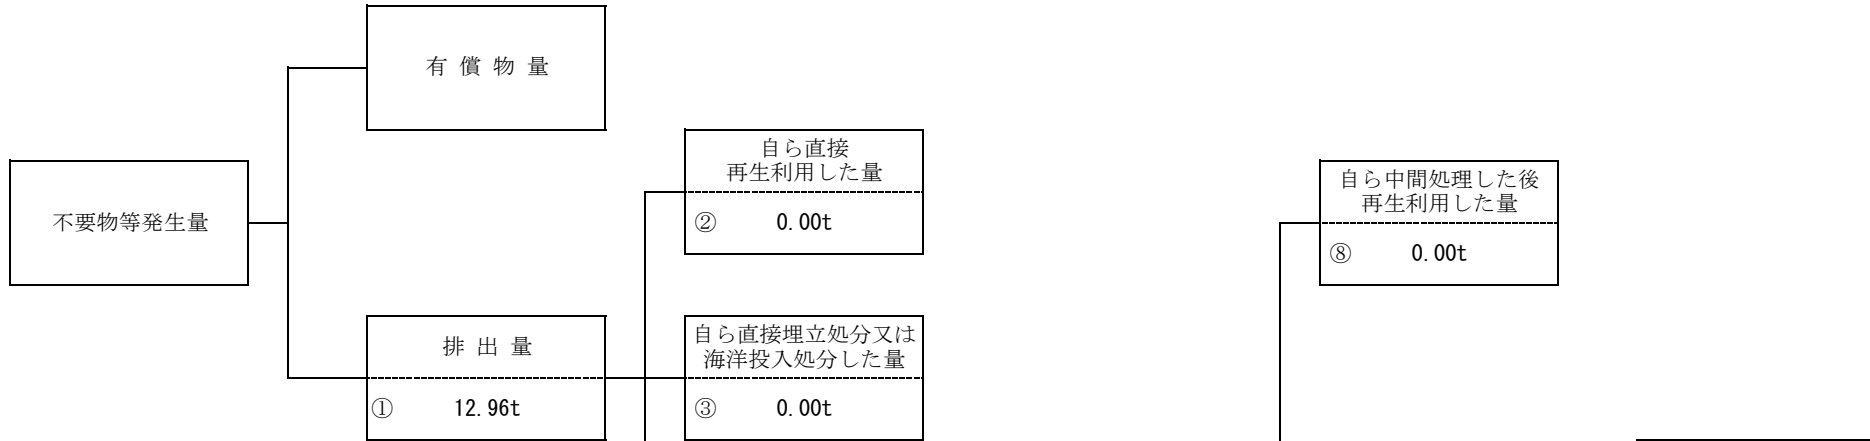 有 償 物 量
自ら直接
再生利用した量
② 0.00t
自ら中間処理した後
再生利用した量
⑧ 0.00t
不要物等発生量
排 出 量
① 12.96t
自ら直接埋立処分又は
海洋投入処分した量
③ 0.00t